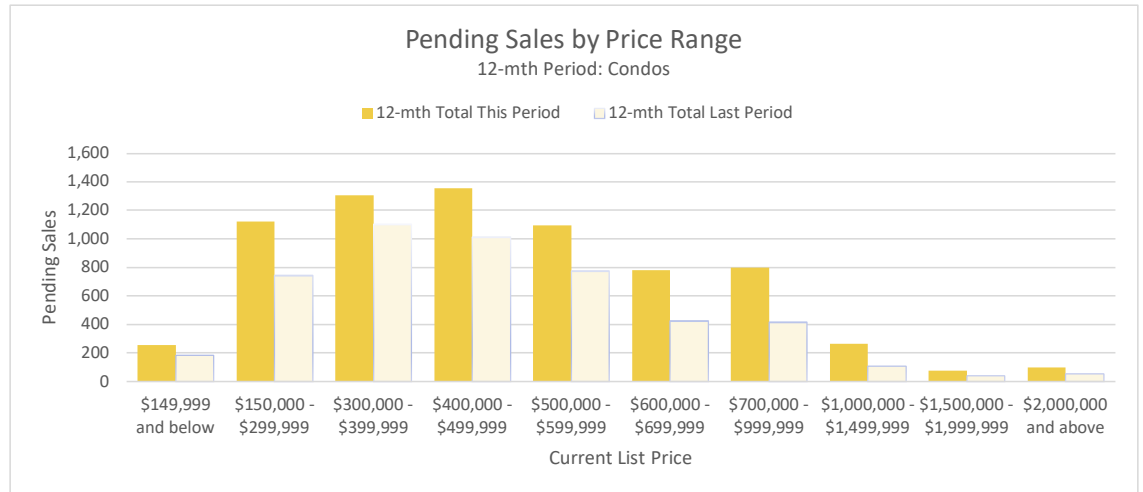 Pending Sales by Price Range
12-mth Period: Condos
12-mth Total This Period 12-mth Total Last Period
1,600
1,400
1,200
1,000
800
600
400
200
0
Pending Sales
$149,999 $150,000 - $300,000 - $400,000 - $500,000 - $600,000 - $700,000 - $1,000,000 - $1,500,000 - $2,000,000
and below $299,999 $399,999 $499,999 $599,999 $699,999 $999,999 $1,499,999 $1,999,999 and above
Current List Price